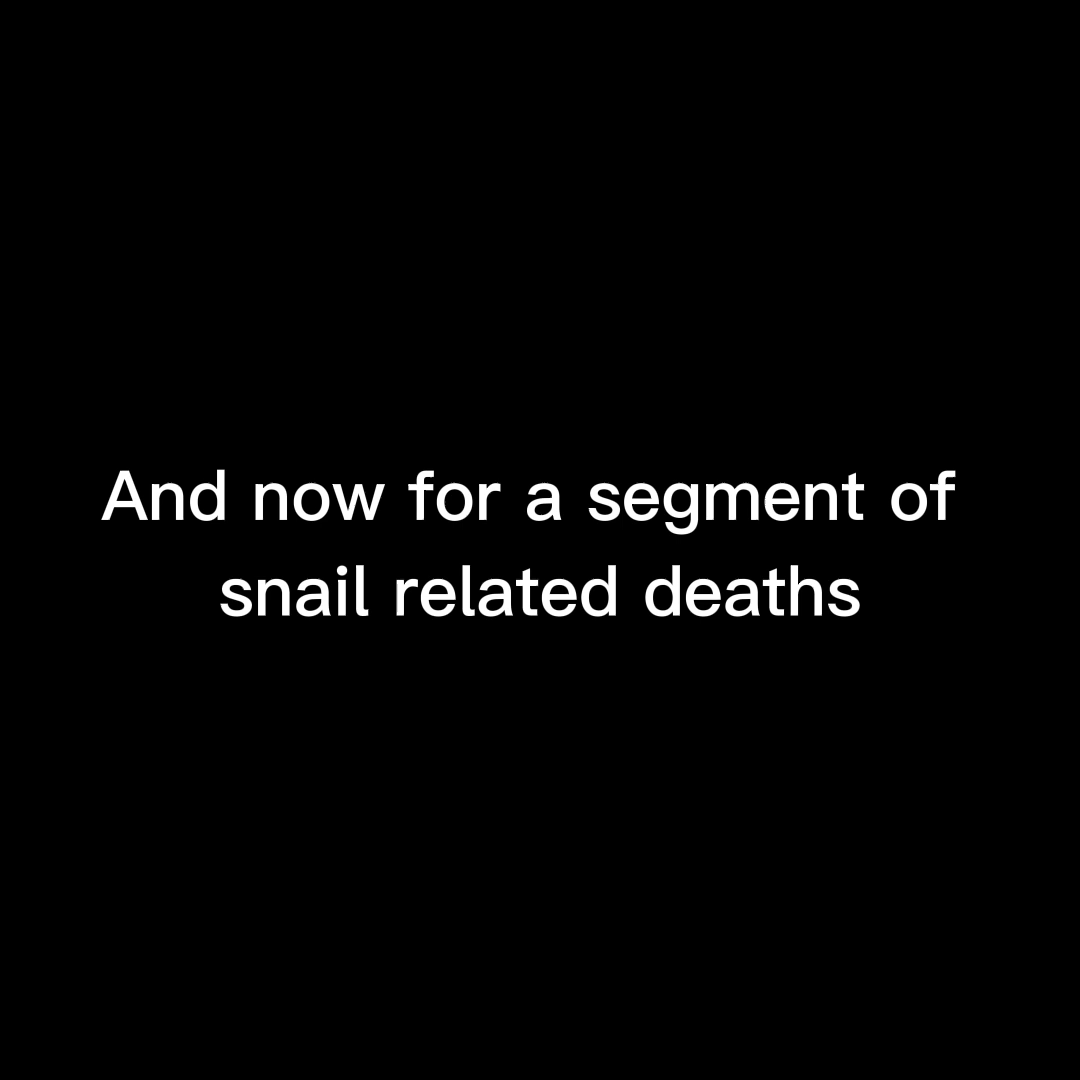 And now for a segment of
snail related deaths